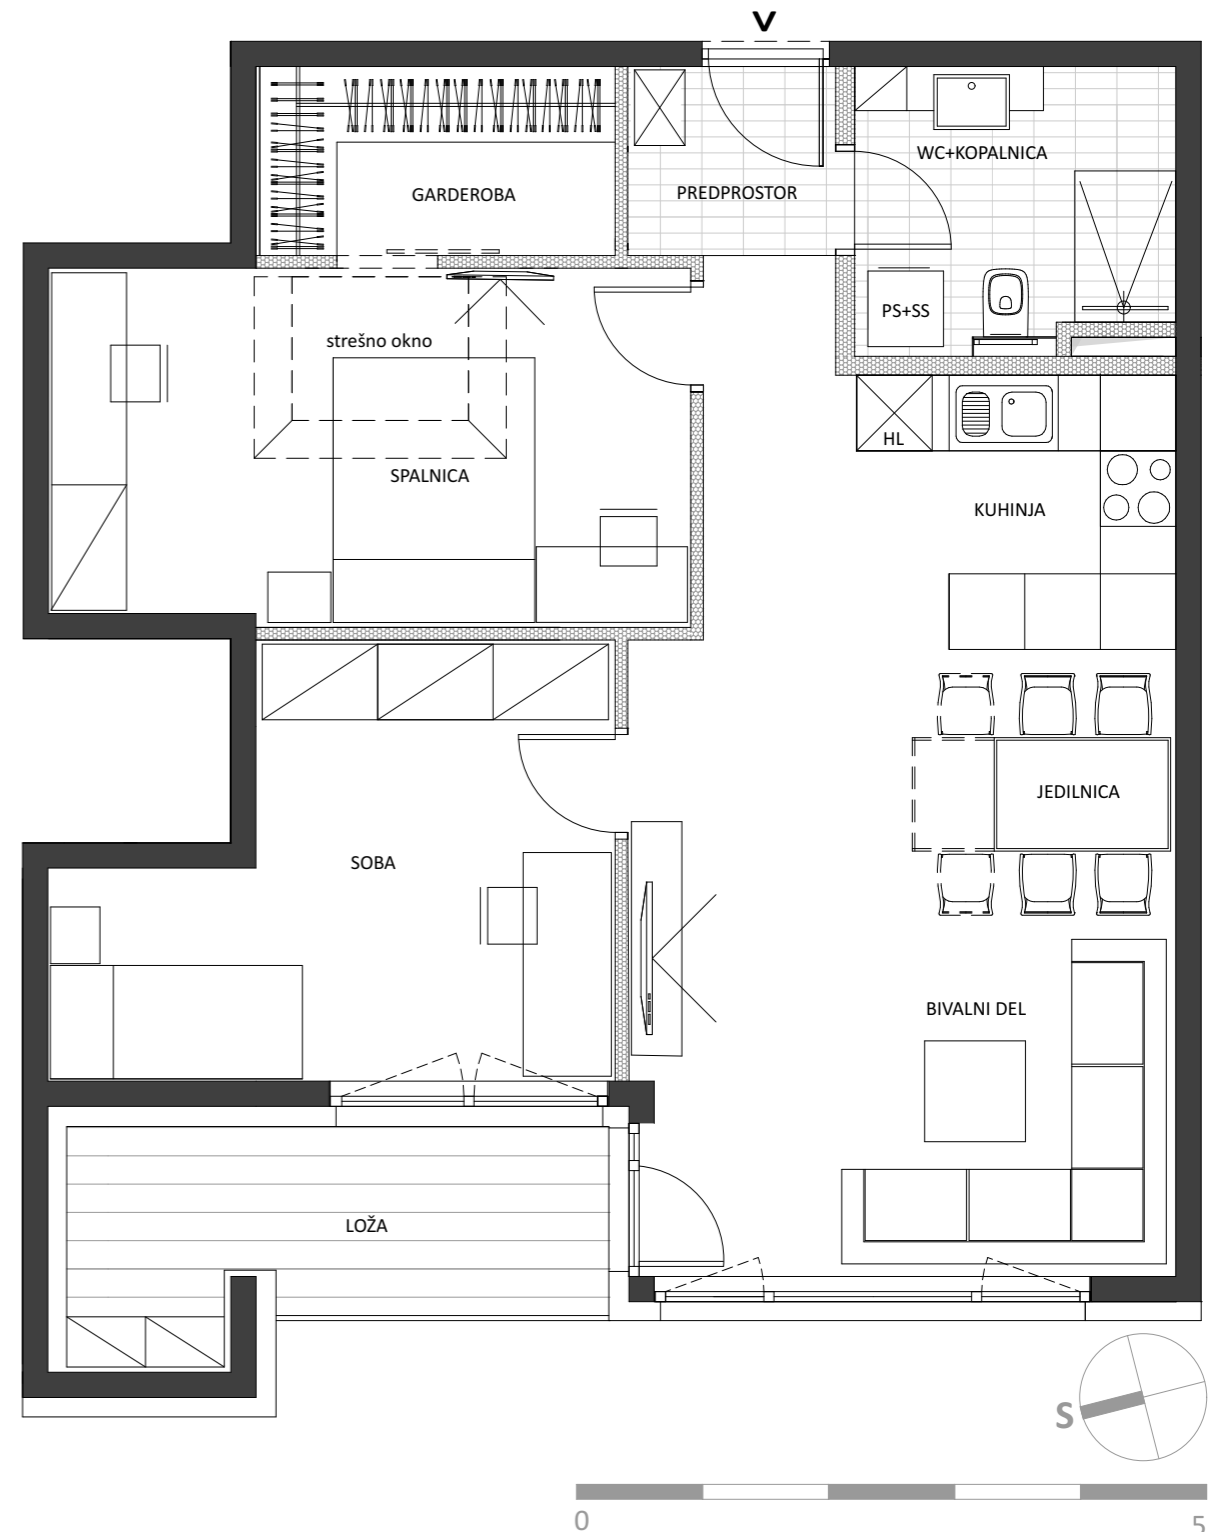 V
WC+KOPALNICA
GARDEROBA
PREDPROSTOR
PS+SS
strešno okno
HL
SPALNICA
KUHINJA
JEDILNICA
SOBA
BIVALNI DEL
LOŽA
S
0
5